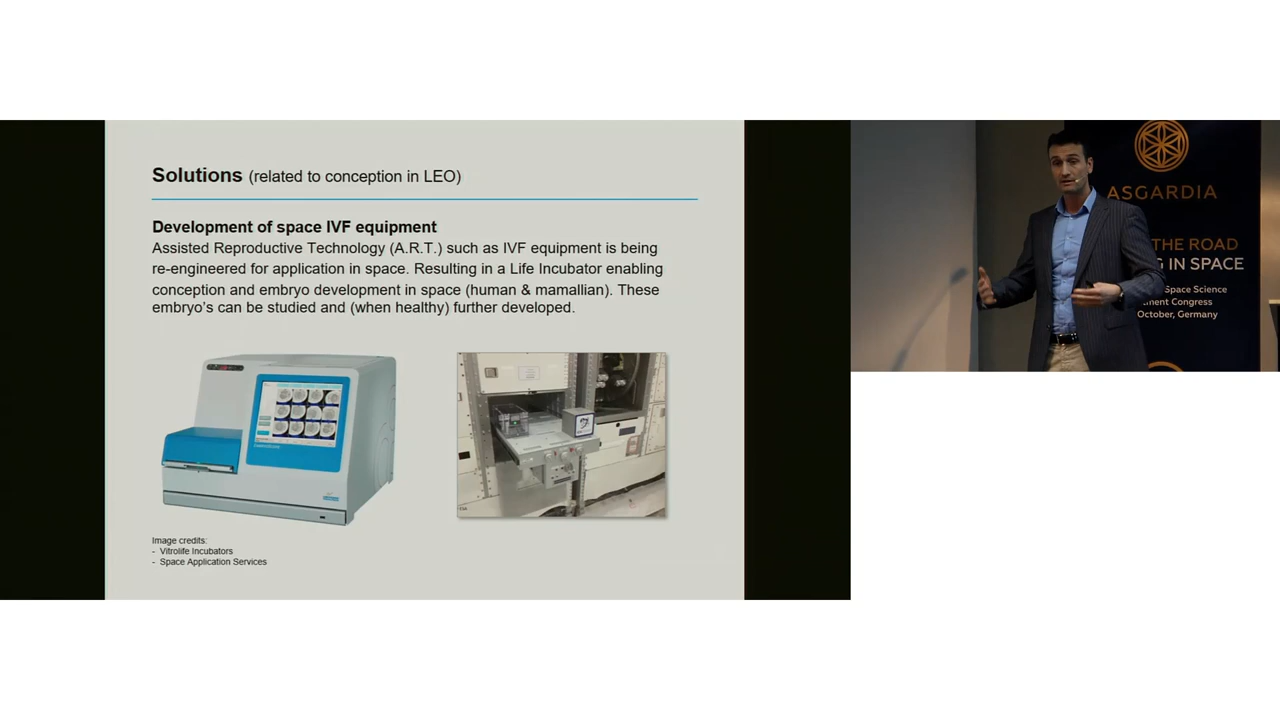 Solutions (related to conception in LEO)
Development of space IVF equipment
Assisted Reproductive Technology (A.R.T.) such as IVF equipment is being
re-engineered for application in space. Resulting in a Life Incubator enabling
conception and embryo development in space (human & mamallian). These
embryo's can be studied and (when healthy) further developed.
Image credits:
- Vitrolife Incubators
- Space Application Services
ASGARDIA
THE ROAD
IN SPACE
Space Science
Congress
October, Germany